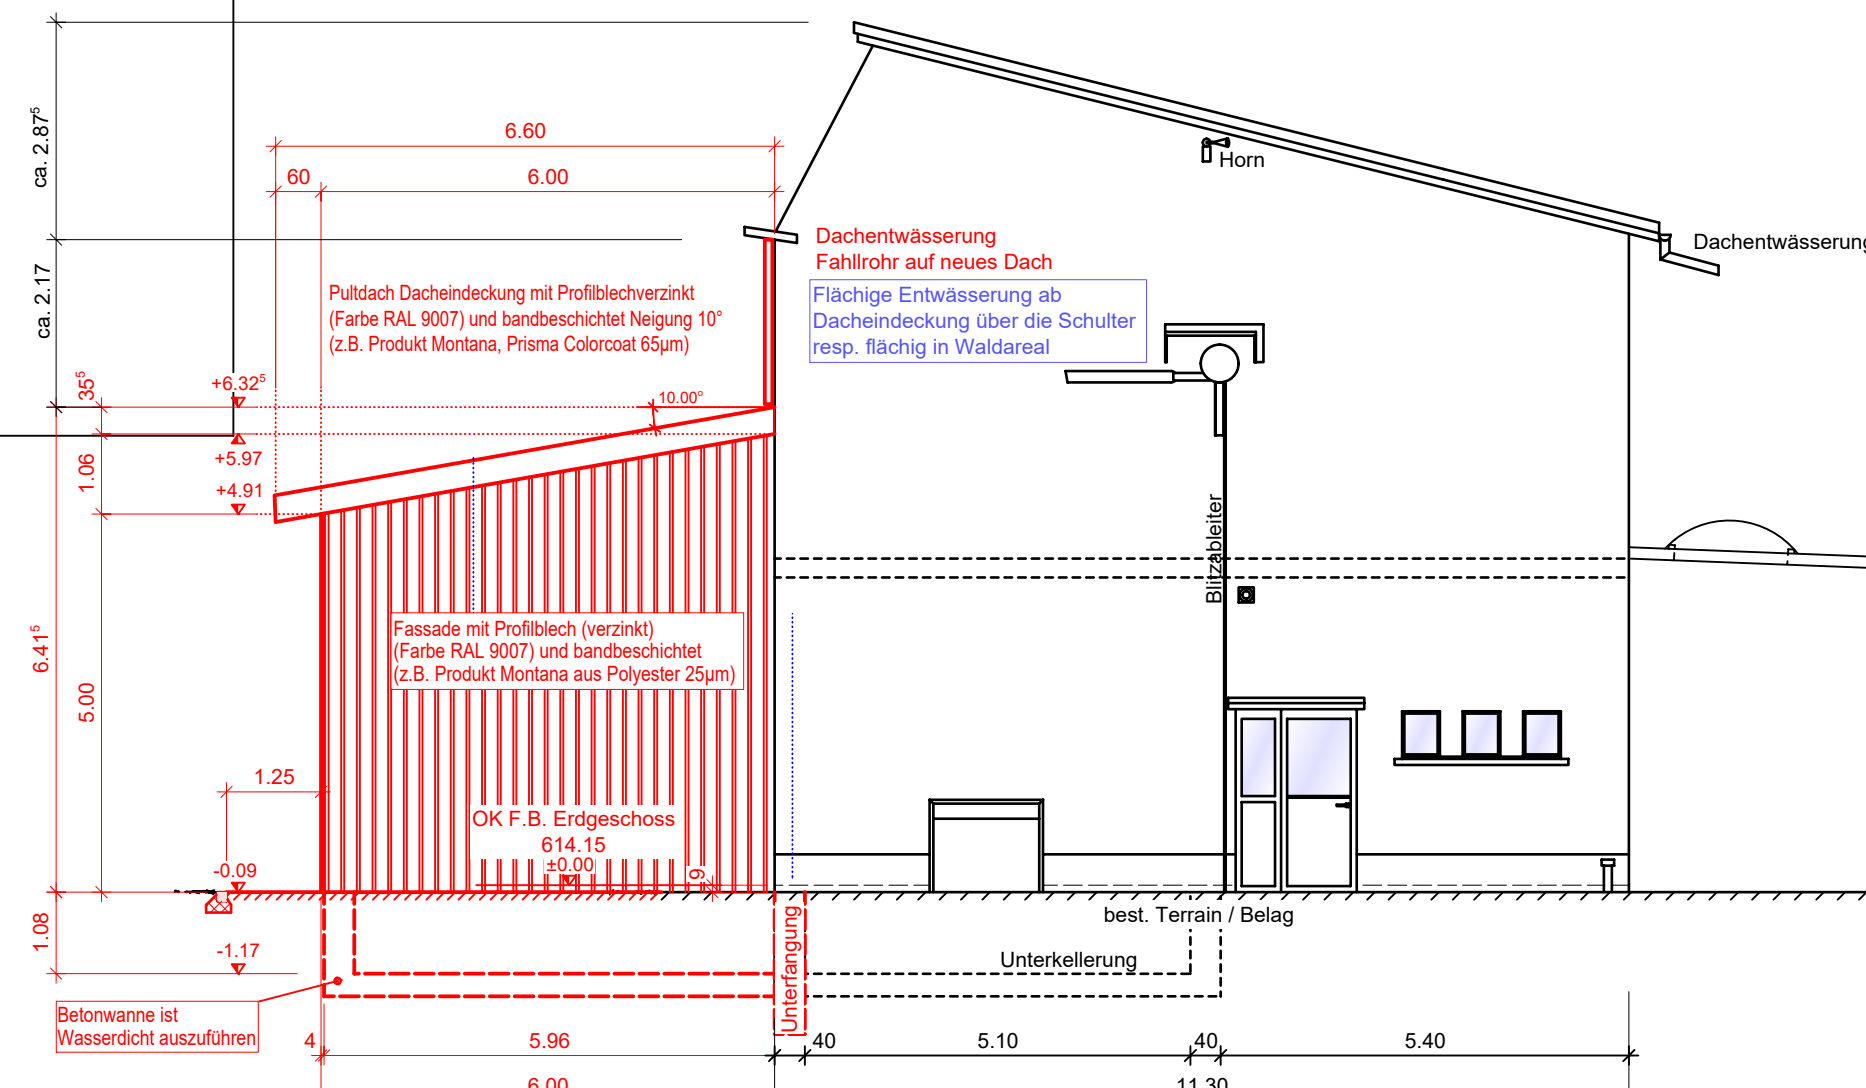 ca. 2.87⁵
6.60
60
6.00
Horn
Dachentwässerung
Fahllrohr auf neues Dach
Dachentwässerung
ca. 2.17
Pultdach Dacheindeckung mit Profilblechverzinkt
(Farbe RAL 9007) und bandbeschichtet Neigung 10°
(z.B. Produkt Montana, Prisma Colorcoat 65µm)
Flächige Entwässerung ab
Dacheindeckung über die Schulter
resp. flächig in Waldareal
35⁵
+6.32⁵
10.00°
+5.97
1.06
+4.91
Blitzableiter
6.41⁵
5.00
Fassade mit Profilblech (verzinkt)
(Farbe RAL 9007) und bandbeschichtet
(z.B. Produkt Montana aus Polyester 25µm)
1.25
OK F.B. Erdgeschoss
614.15
±0.00
-0.09
9
best. Terrain / Belag
1.08
-1.17
Unterkellerung
Unterfangung
Betonwanne ist
Wasserdicht auszuführen
4
5.96
40
5.10
40
5.40
6.00
11.30